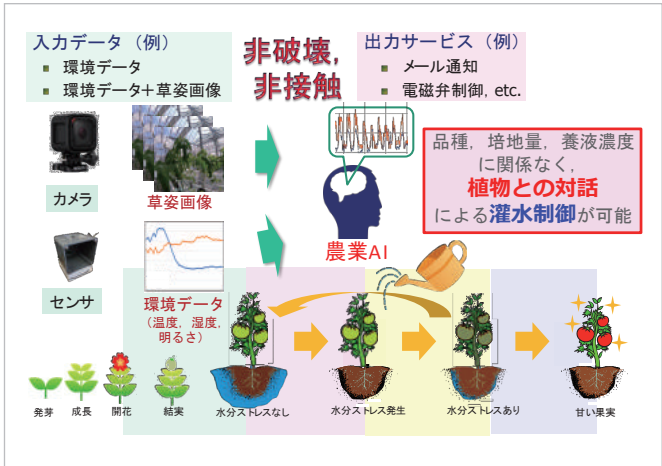 入力データ（例）
■ 環境データ
■ 環境データ＋草姿画像
非破壊,
非接触
出力サービス（例）
■ メール通知
■ 電磁弁制御, etc.
カメラ
草姿画像
センサ
環境データ
(温度, 湿度,
明るさ)
農業AI
品種, 培地量, 養液濃度
に関係なく,
植物との対話
による灌水制御が可能
発芽
成長
開花
結実
水分ストレスなし
水分ストレス発生
水分ストレスあり
甘い果実